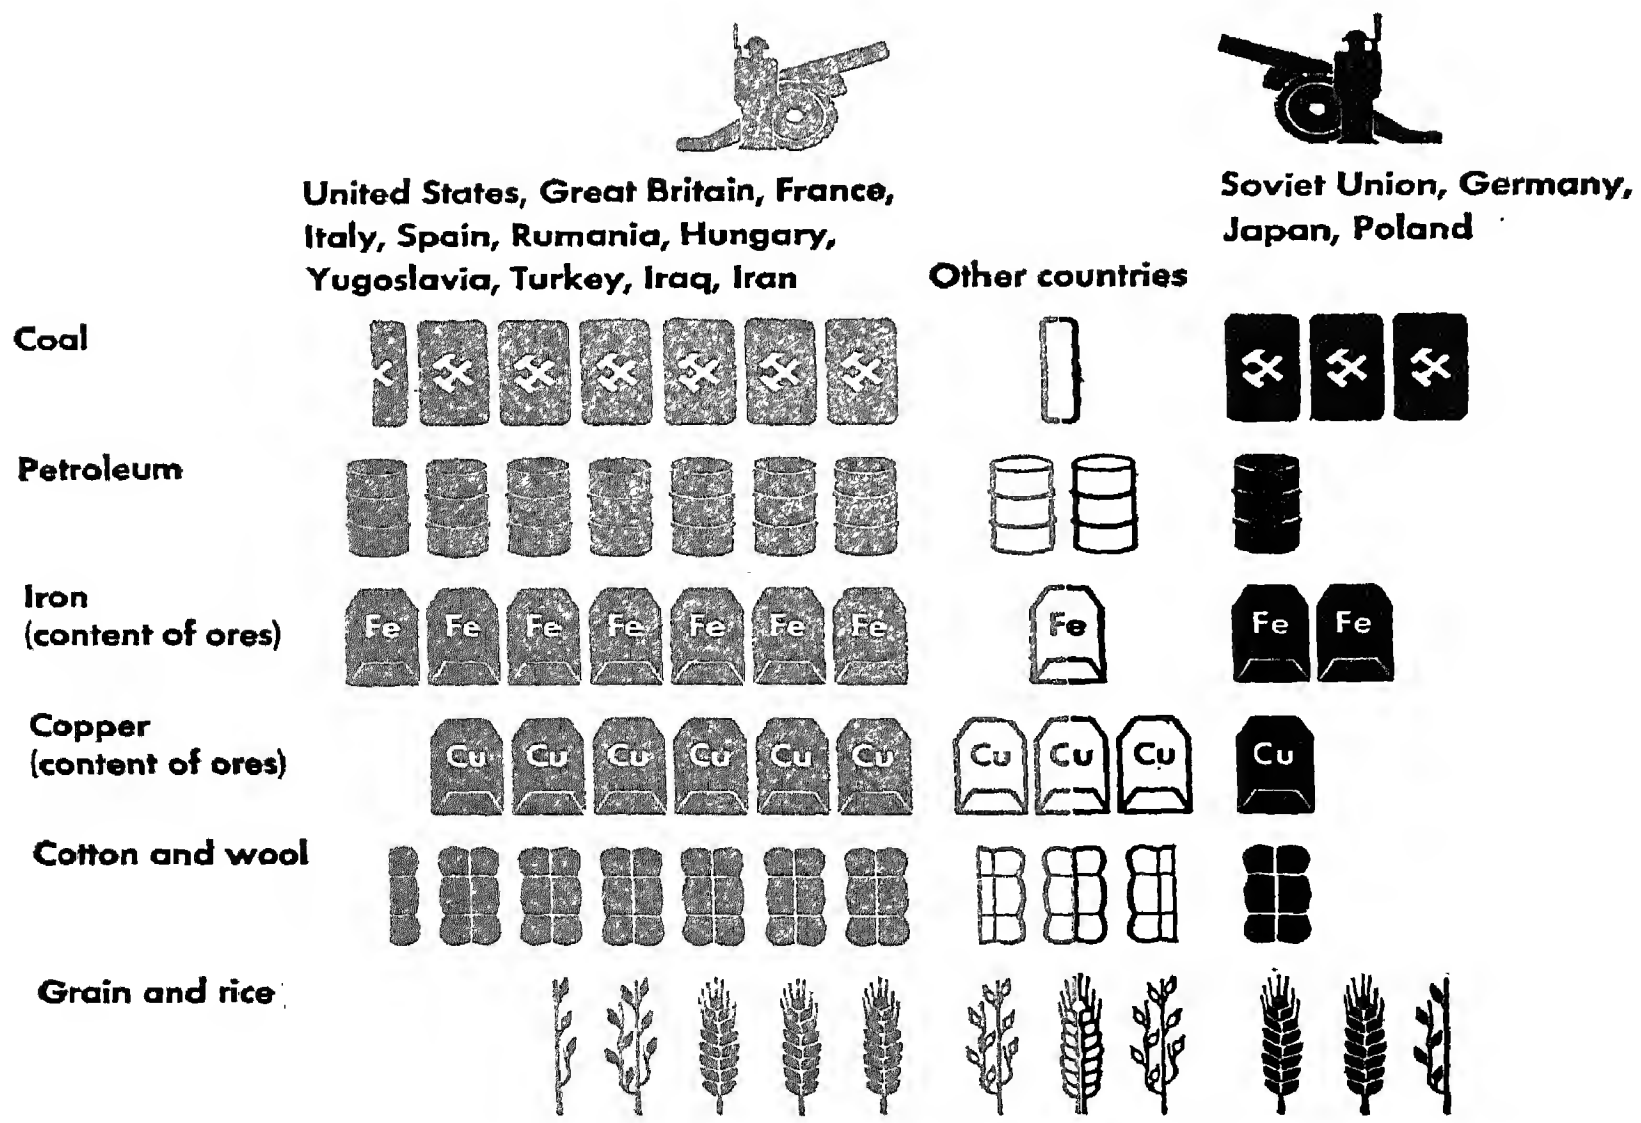 United States, Great Britain, France,
Italy, Spain, Rumania, Hungary,
Yugoslavia, Turkey, Iraq, Iran
Other countries
Soviet Union, Germany,
Japan, Poland
Coal
Petroleum
Iron
(content of ores)
Fe Fe Fe Fe Fe Fe Fe Fe Fe Fe
Copper
(content of ores)
Cu Cu Cu Cu Cu Cu Cu Cu Cu Cu
Cotton and wool
Grain and rice